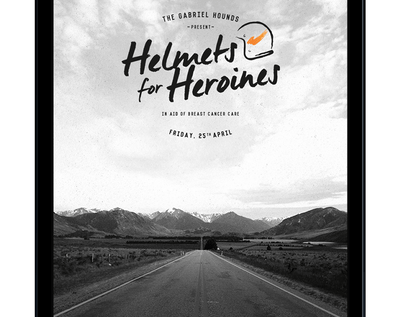 THE GABRIEL HOUNDS
~PRESENT~
Helmets
for Heroines
IN AID OF BREAST CANCER CARE
FRIDAY, 25TH APRIL